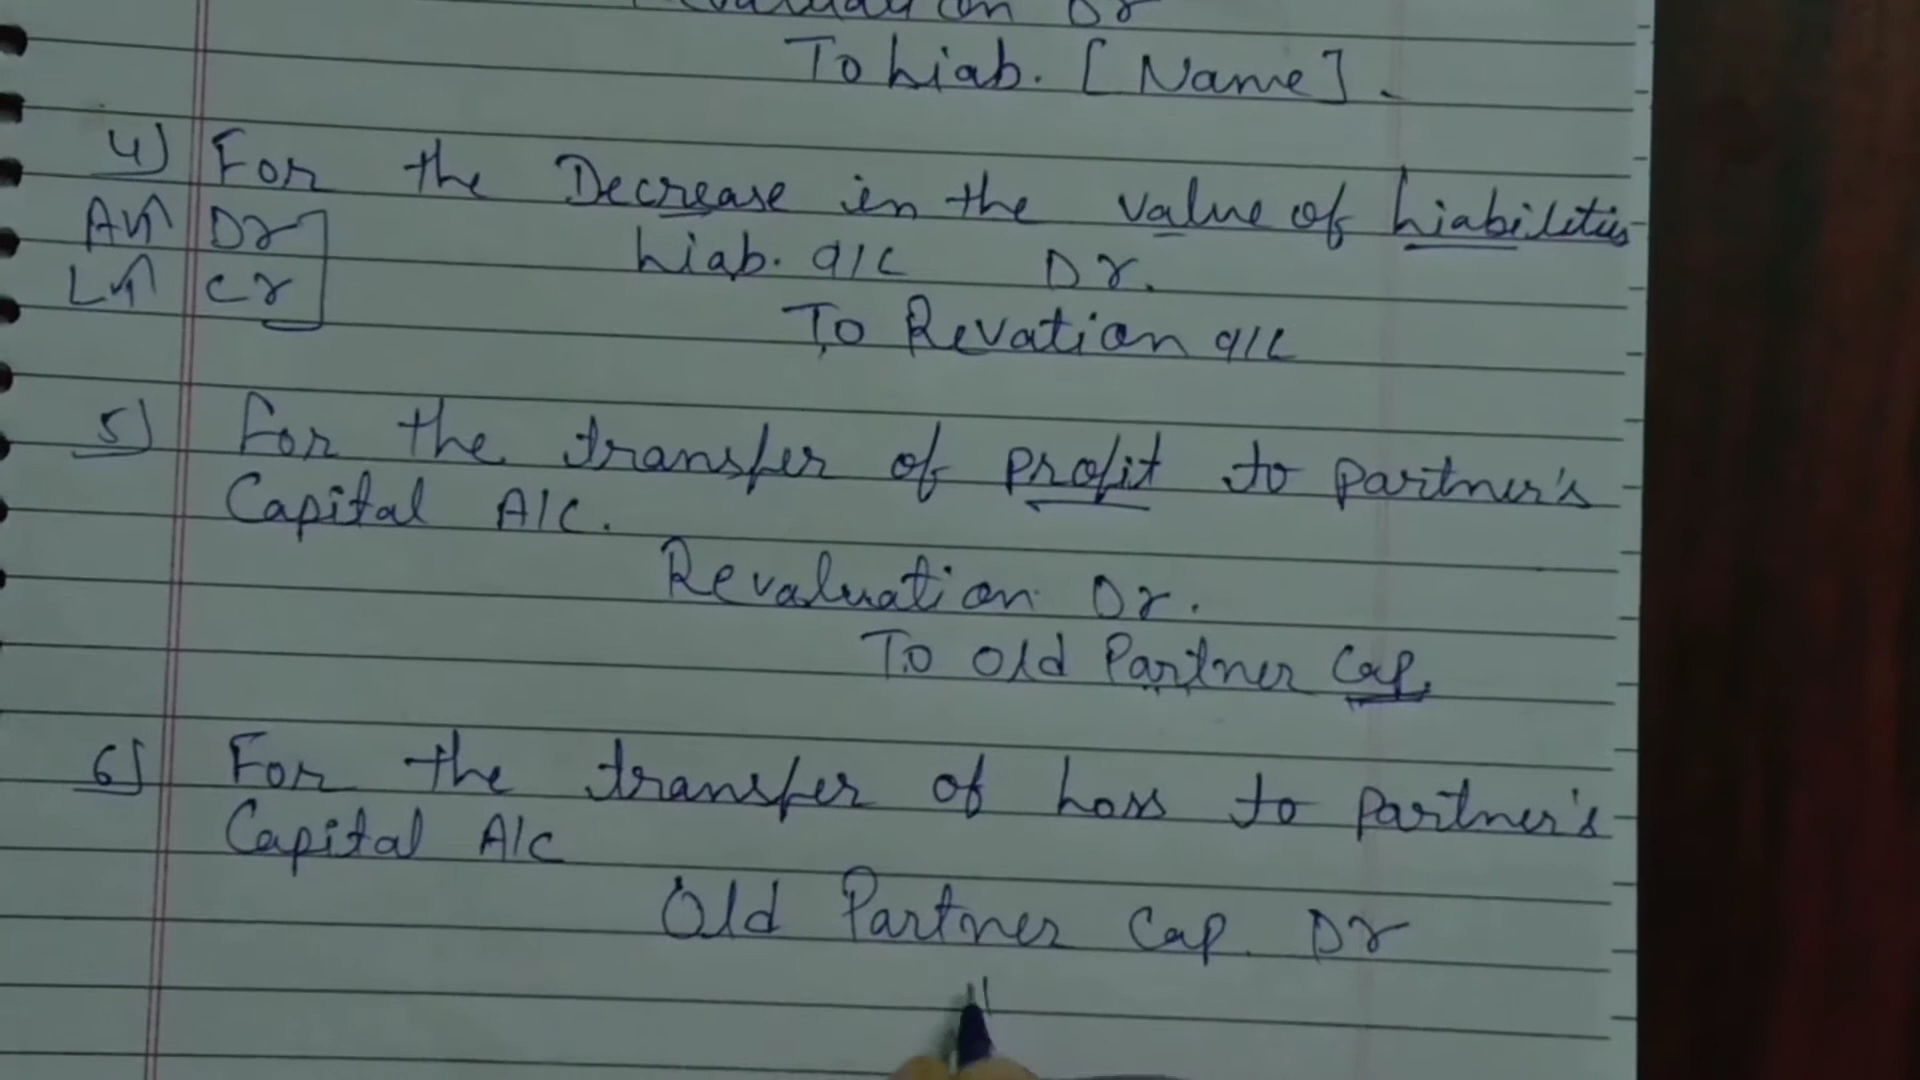 Revaluation Dr
To Liab. [Name].
4) For the Decrease in the value of Liabilities
A↑ Dr
Liab. a/c Dr.
L↑ Cr
To Revation a/c
5) For the transfer of profit to partner's
Capital A/C.
Revaluation Dr.
To Old Partner Cap.
6) For the transfer of Loss to partner's
Capital A/C
Old Partner Cap. Dr